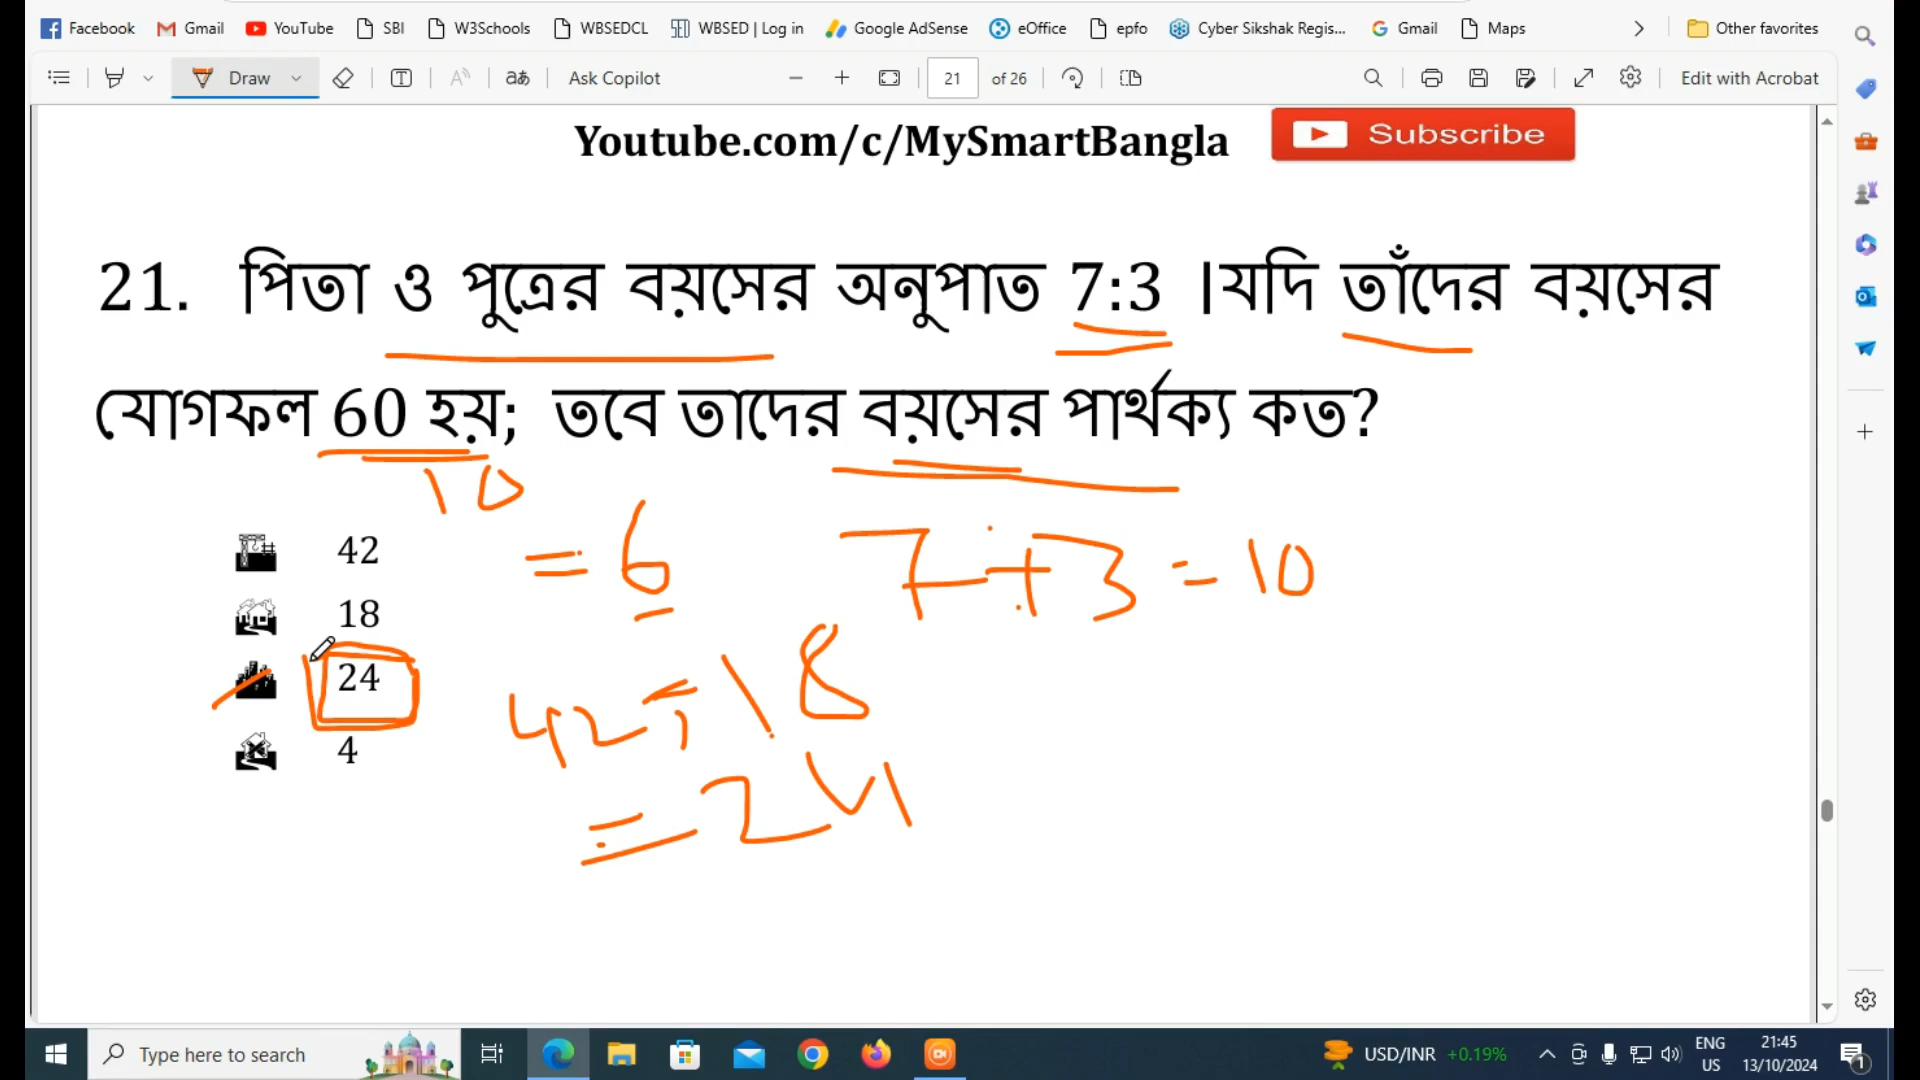 Facebook Gmail YouTube SBI W3Schools WBSEDCL WBSED | Log in Google AdSense eOffice epfo Cyber Sikshak Regis... Gmail Maps Other favorites
Draw T A aあ Ask Copilot 21 of 26 Edit with Acrobat
Youtube.com/c/MySmartBangla Subscribe
21. পিতা ও পুত্রের বয়সের অনুপাত 7:3 ।যদি তাঁদের বয়সের
যোগফল 60 হয়; তবে তাদের বয়সের পার্থক্য কত?
10
42
= 6
7+3=10
18
24
42-18
4
=24
Type here to search USD/INR +0.19% ENG US 21:45 13/10/2024 1